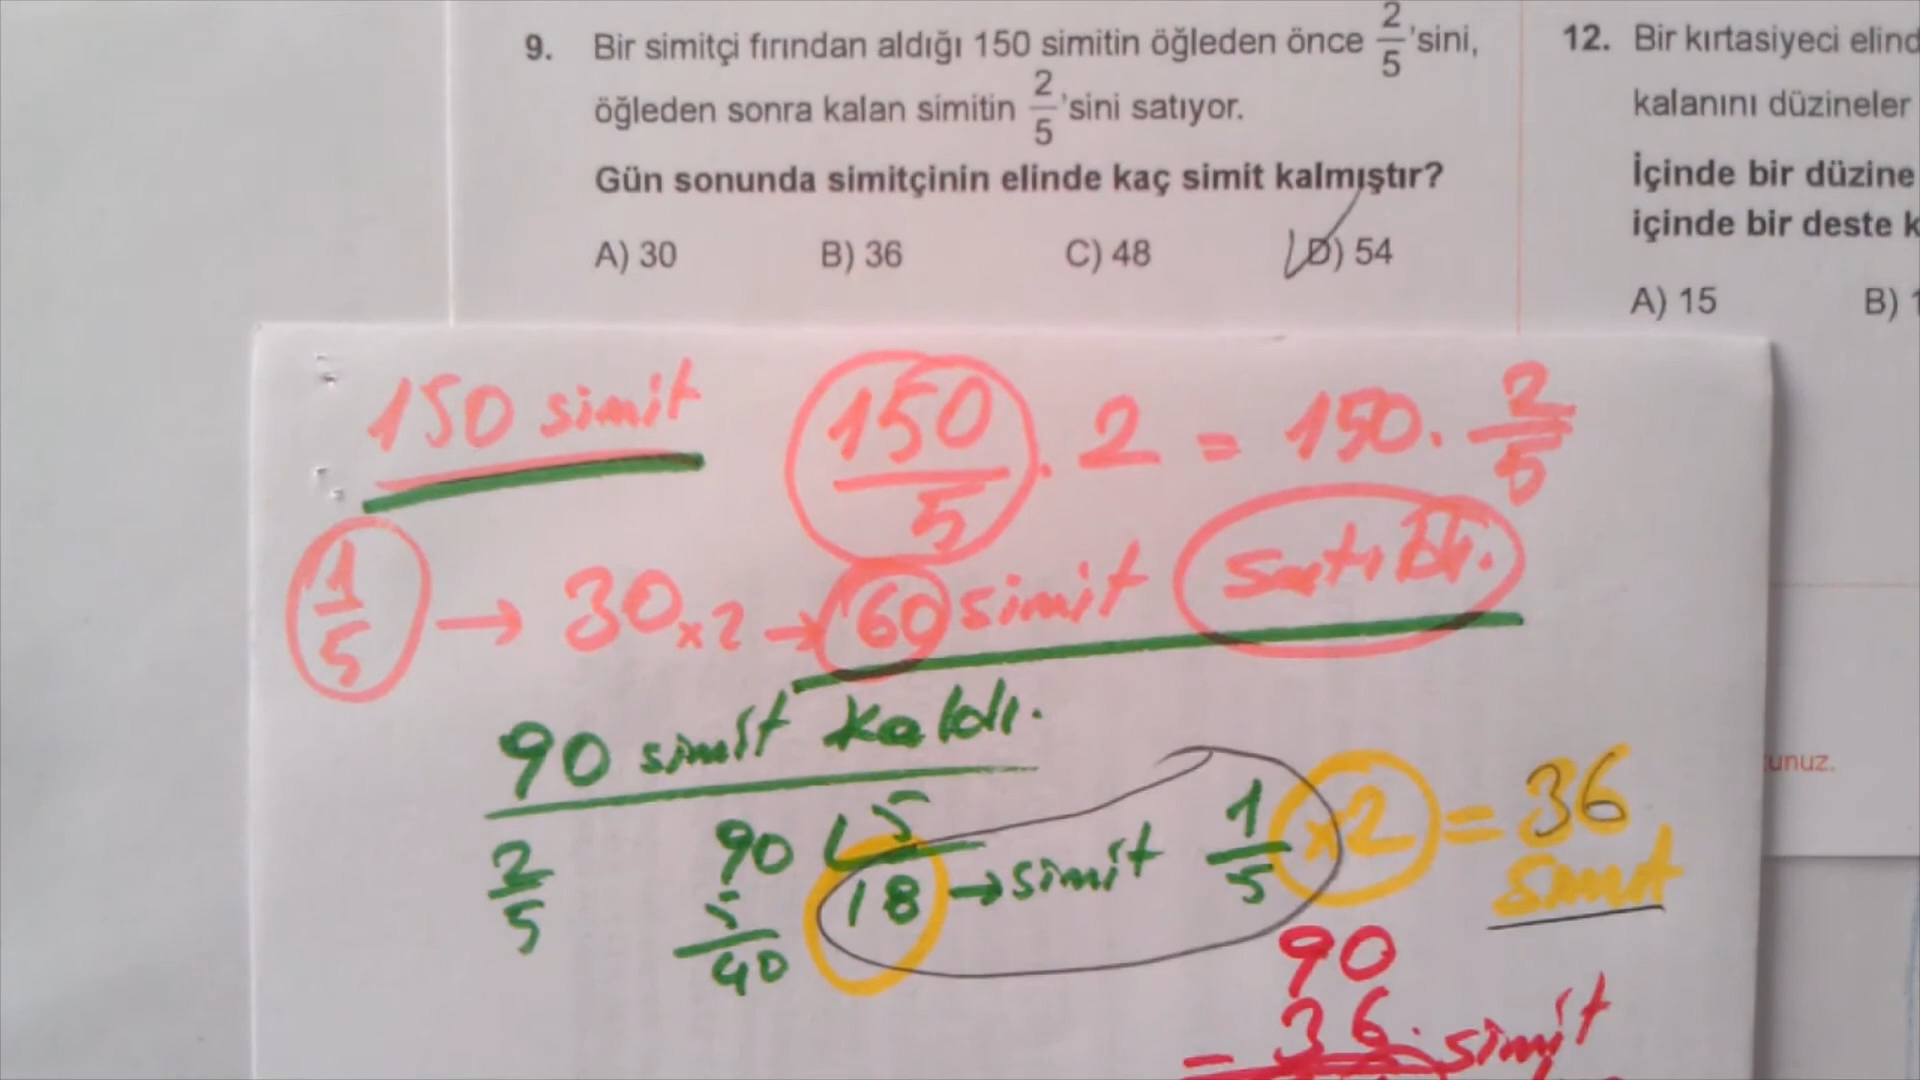 9. Bir simitçi fırından aldığı 150 simitin öğleden önce 2/5'sini,
öğleden sonra kalan simitin 2/5'sini satıyor.
Gün sonunda simitçinin elinde kaç simit kalmıştır?
A) 30 B) 36 C) 48 D) 54
12. Bir kırtasiyeci elind
kalanını düzineler
İçinde bir düzine
içinde bir deste k
A) 15 B) 1
unuz.
150 simit 150/5 . 2 = 150 . 2/5
1/5 → 30 x2 → 60 simit satıldı.
90 simit kaldı.
2/5 90 5 1/5 x2 = 36
18 → simit simit
5
40
90
- 36 simit